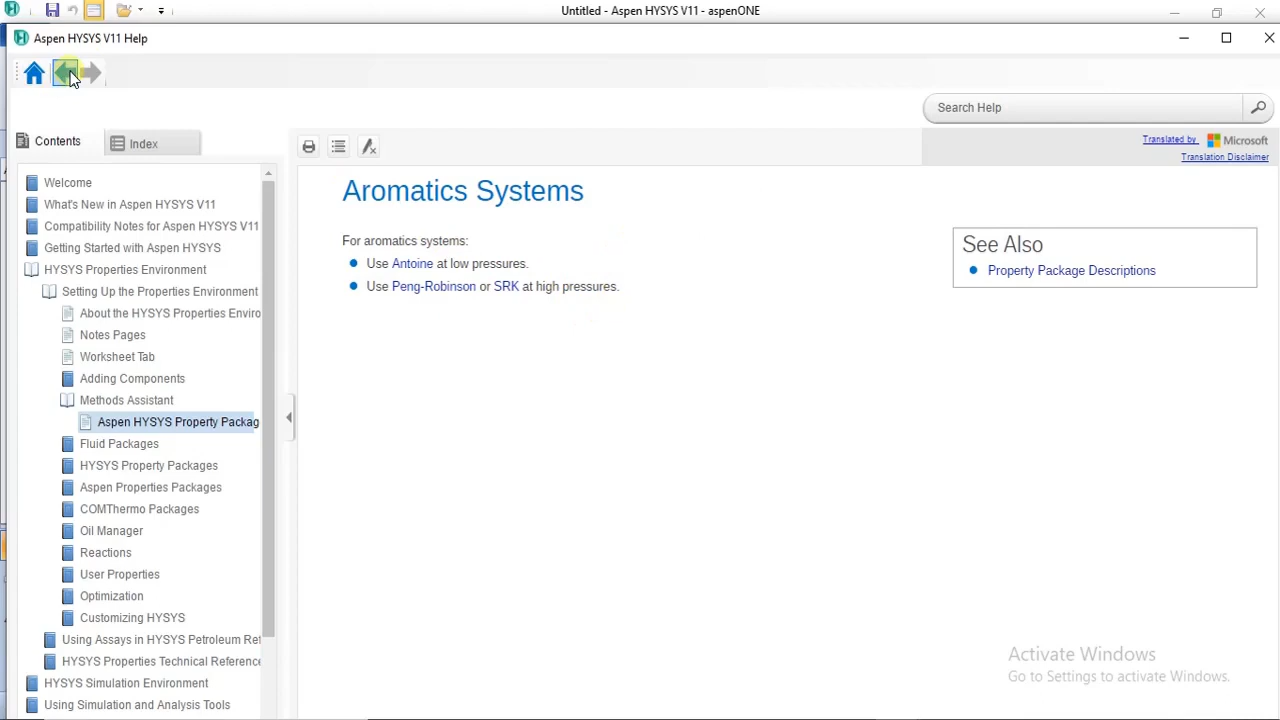 Untitled - Aspen HYSYS V11 - aspenONE
Aspen HYSYS V11 Help
Search Help
Contents
Index
Translated by
Microsoft
Translation Disclaimer
Welcome
What's New in Aspen HYSYS V11
Compatibility Notes for Aspen HYSYS V11
Getting Started with Aspen HYSYS
HYSYS Properties Environment
Setting Up the Properties Environment
About the HYSYS Properties Enviro
Notes Pages
Worksheet Tab
Adding Components
Methods Assistant
Aspen HYSYS Property Packag
Fluid Packages
HYSYS Property Packages
Aspen Properties Packages
COMThermo Packages
Oil Manager
Reactions
User Properties
Optimization
Customizing HYSYS
Using Assays in HYSYS Petroleum Ref
HYSYS Properties Technical Reference
HYSYS Simulation Environment
Using Simulation and Analysis Tools
Aromatics Systems
For aromatics systems:
Use Antoine at low pressures.
Use Peng-Robinson or SRK at high pressures.
See Also
Property Package Descriptions
Activate Windows
Go to Settings to activate Windows.